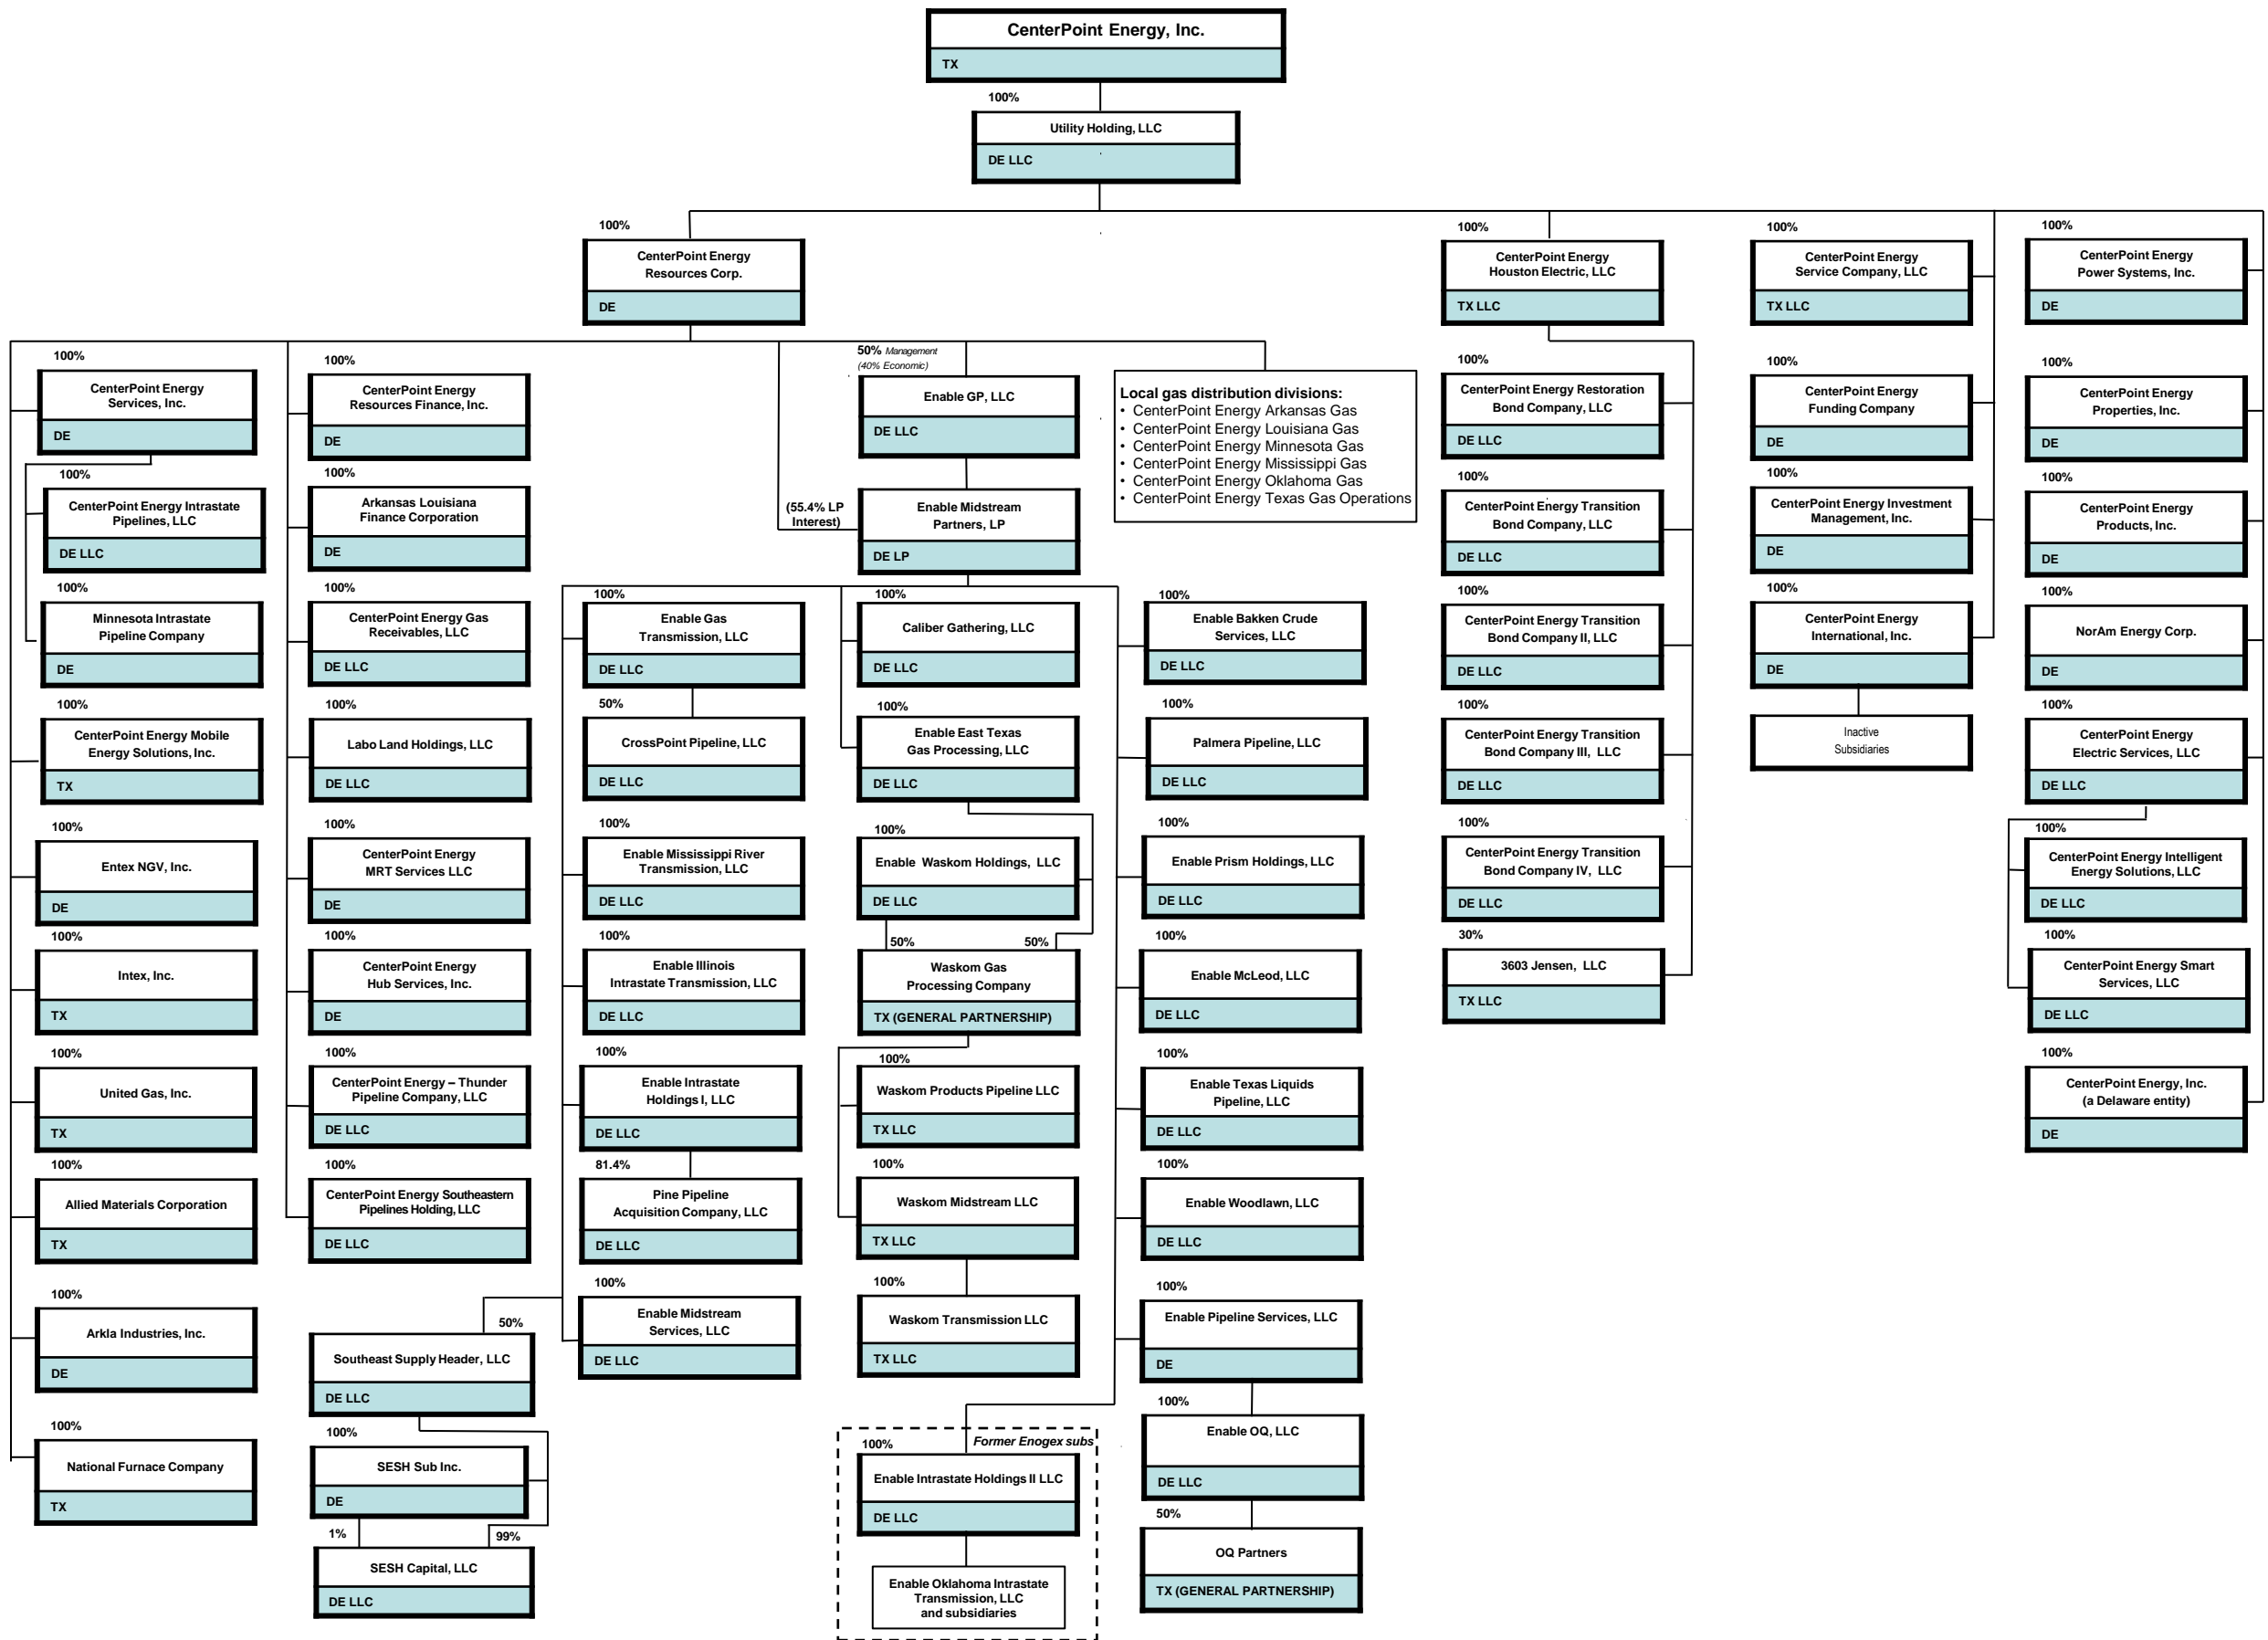 CenterPoint Energy, Inc.
TX
100%
Utility Holding, LLC
DE LLC
100%
CenterPoint Energy
Resources Corp.
DE
100%
CenterPoint Energy
Houston Electric, LLC
TX LLC
100%
CenterPoint Energy
Service Company, LLC
TX LLC
100%
CenterPoint Energy
Power Systems, Inc.
DE
100%
CenterPoint Energy
Services, Inc.
DE
100%
CenterPoint Energy Intrastate
Pipelines, LLC
DE LLC
100%
Minnesota Intrastate
Pipeline Company
DE
100%
CenterPoint Energy Mobile
Energy Solutions, Inc.
TX
100%
Entex NGV, Inc.
DE
100%
Intex, Inc.
TX
100%
United Gas, Inc.
TX
100%
Allied Materials Corporation
TX
100%
Arkla Industries, Inc.
DE
100%
National Furnace Company
TX
100%
CenterPoint Energy
Resources Finance, Inc.
DE
100%
Arkansas Louisiana
Finance Corporation
DE
100%
CenterPoint Energy Gas
Receivables, LLC
DE LLC
100%
Labo Land Holdings, LLC
DE LLC
100%
CenterPoint Energy
MRT Services LLC
DE
100%
CenterPoint Energy
Hub Services, Inc.
DE
100%
CenterPoint Energy – Thunder
Pipeline Company, LLC
DE LLC
100%
CenterPoint Energy Southeastern
Pipelines Holding, LLC
DE LLC
50%
Southeast Supply Header, LLC
DE LLC
100%
SESH Sub Inc.
DE
1%
99%
SESH Capital, LLC
DE LLC
50% Management
(40% Economic)
Enable GP, LLC
DE LLC
(55.4% LP
Interest)
Enable Midstream
Partners, LP
DE LP
Local gas distribution divisions:
• CenterPoint Energy Arkansas Gas
• CenterPoint Energy Louisiana Gas
• CenterPoint Energy Minnesota Gas
• CenterPoint Energy Mississippi Gas
• CenterPoint Energy Oklahoma Gas
• CenterPoint Energy Texas Gas Operations
100%
Enable Gas
Transmission, LLC
DE LLC
50%
CrossPoint Pipeline, LLC
DE LLC
100%
Enable Mississippi River
Transmission, LLC
DE LLC
100%
Enable Illinois
Intrastate Transmission, LLC
DE LLC
100%
Enable Intrastate
Holdings I, LLC
DE LLC
81.4%
Pine Pipeline
Acquisition Company, LLC
DE LLC
100%
Enable Midstream
Services, LLC
DE LLC
100%
Caliber Gathering, LLC
DE LLC
100%
Enable East Texas
Gas Processing, LLC
DE LLC
100%
Enable Waskom Holdings, LLC
DE LLC
50%
50%
Waskom Gas
Processing Company
TX (GENERAL PARTNERSHIP)
100%
Waskom Products Pipeline LLC
TX LLC
100%
Waskom Midstream LLC
TX LLC
100%
Waskom Transmission LLC
TX LLC
Former Enogex subs
100%
Enable Intrastate Holdings II LLC
DE LLC
Enable Oklahoma Intrastate
Transmission, LLC
and subsidiaries
100%
Enable Bakken Crude
Services, LLC
DE LLC
100%
Palmera Pipeline, LLC
DE LLC
100%
Enable Prism Holdings, LLC
DE LLC
100%
Enable McLeod, LLC
DE LLC
100%
Enable Texas Liquids
Pipeline, LLC
DE LLC
100%
Enable Woodlawn, LLC
DE LLC
100%
Enable Pipeline Services, LLC
DE
100%
Enable OQ, LLC
DE LLC
50%
OQ Partners
TX (GENERAL PARTNERSHIP)
100%
CenterPoint Energy Restoration
Bond Company, LLC
DE LLC
100%
CenterPoint Energy Transition
Bond Company, LLC
DE LLC
100%
CenterPoint Energy Transition
Bond Company II, LLC
DE LLC
100%
CenterPoint Energy Transition
Bond Company III, LLC
DE LLC
100%
CenterPoint Energy Transition
Bond Company IV, LLC
DE LLC
30%
3603 Jensen, LLC
TX LLC
100%
CenterPoint Energy
Funding Company
DE
100%
CenterPoint Energy Investment
Management, Inc.
DE
100%
CenterPoint Energy
International, Inc.
DE
Inactive
Subsidiaries
100%
CenterPoint Energy
Properties, Inc.
DE
100%
CenterPoint Energy
Products, Inc.
DE
100%
NorAm Energy Corp.
DE
100%
CenterPoint Energy
Electric Services, LLC
DE LLC
100%
CenterPoint Energy Intelligent
Energy Solutions, LLC
DE LLC
100%
CenterPoint Energy Smart
Services, LLC
DE LLC
100%
CenterPoint Energy, Inc.
(a Delaware entity)
DE